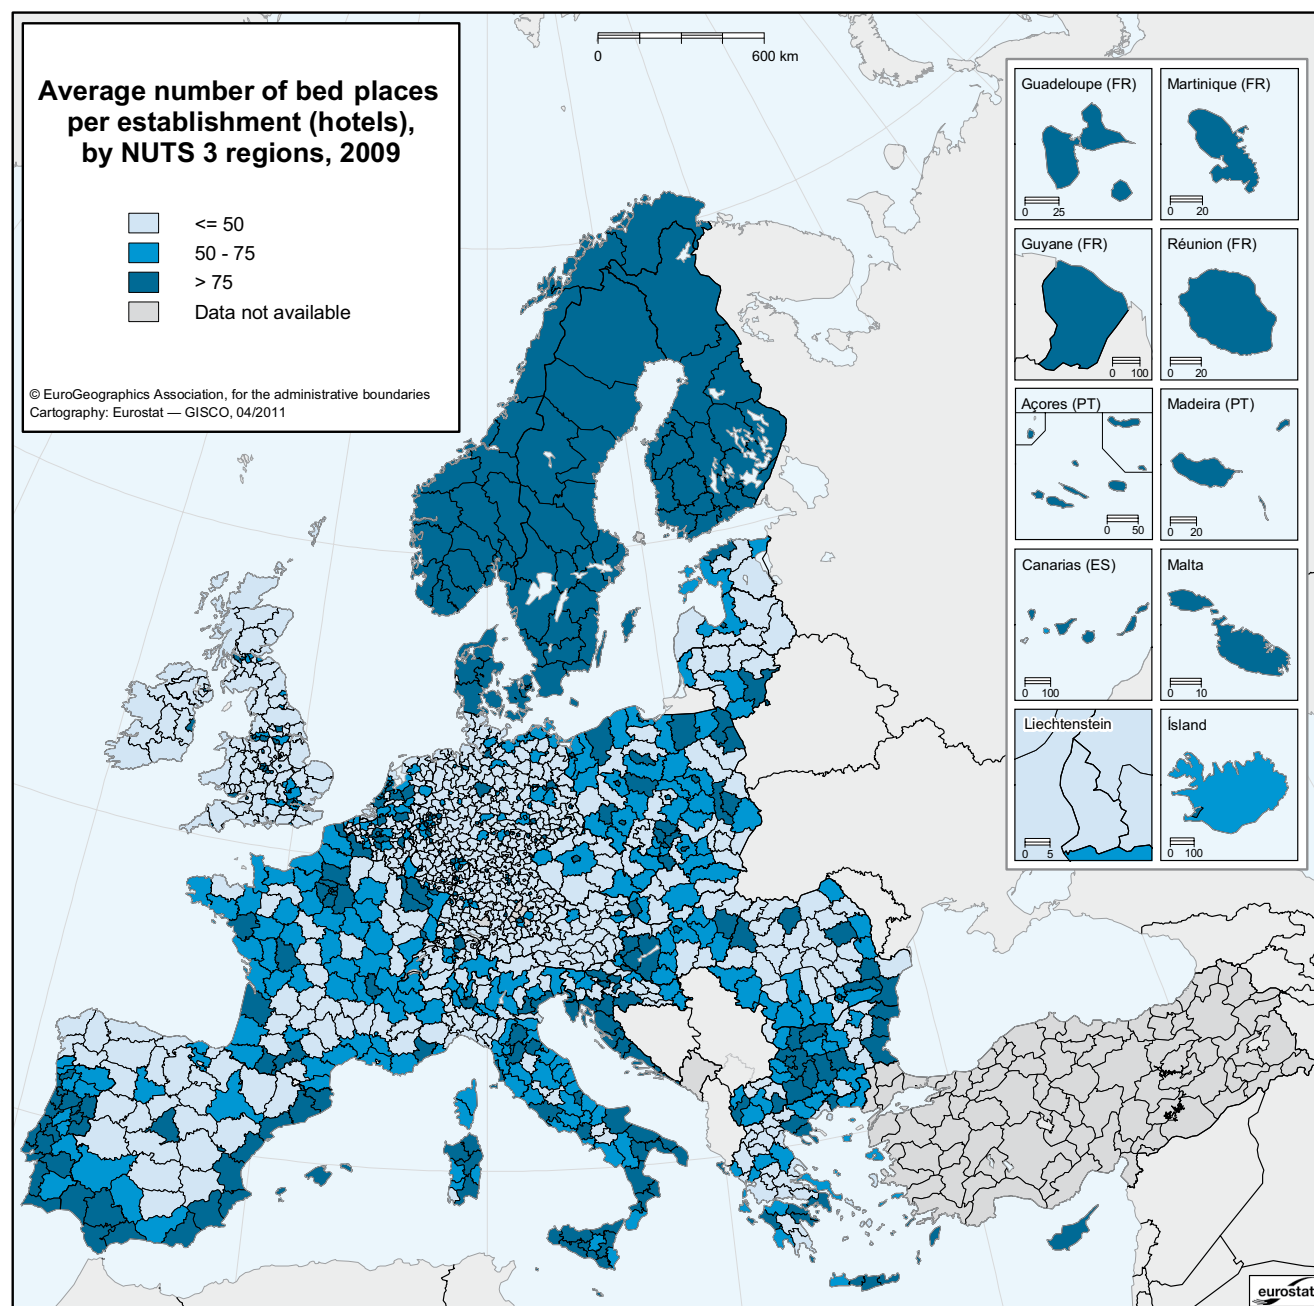 Average number of bed places
per establishment (hotels),
by NUTS 3 regions, 2009
<= 50
50 - 75
> 75
Data not available
© EuroGeographics Association, for the administrative boundaries
Cartography: Eurostat — GISCO, 04/2011
0 600 km
Guadeloupe (FR)
0 25
Martinique (FR)
0 20
Guyane (FR)
0 100
Réunion (FR)
0 20
Açores (PT)
0 50
Madeira (PT)
0 20
Canarias (ES)
0 100
Malta
0 10
Liechtenstein
0 5
Ísland
0 100
eurostat